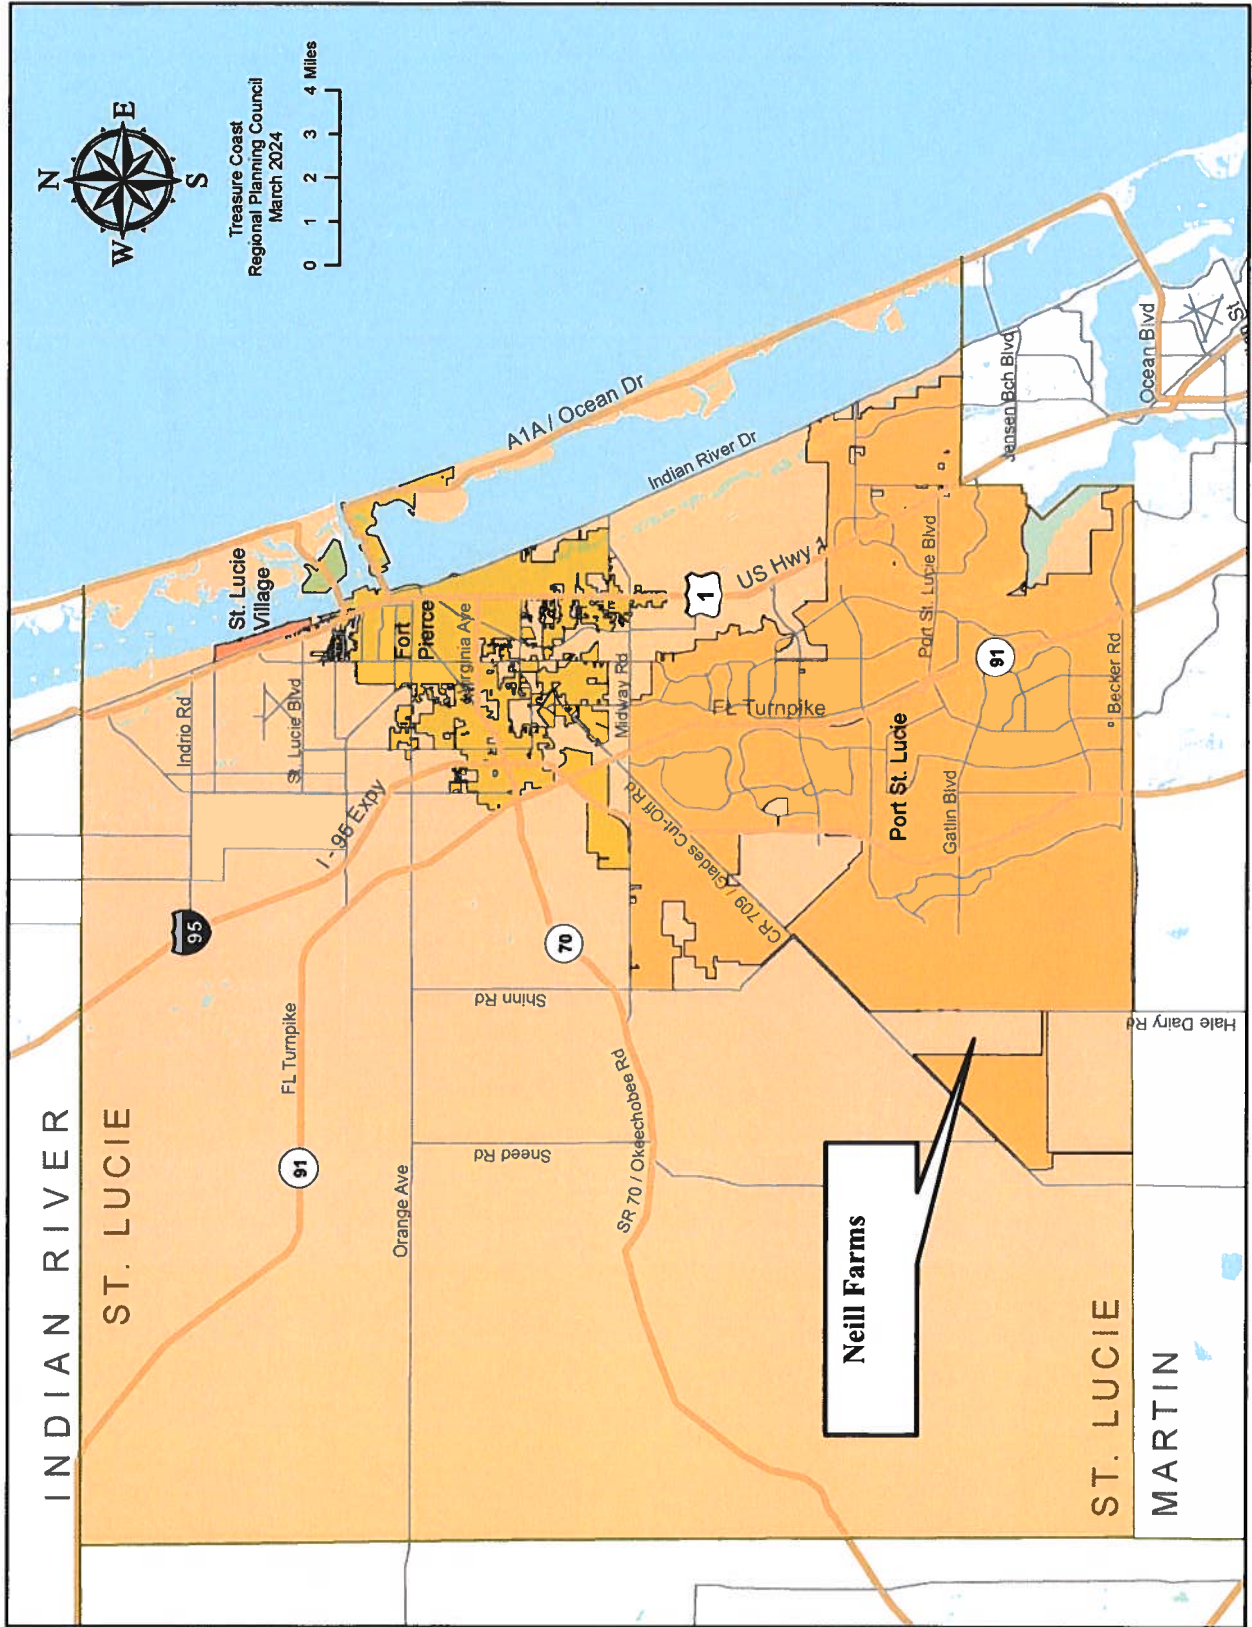 INDIAN RIVER
ST. LUCIE
N
W
E
S
Treasure Coast
Regional Planning Council
March 2024
0 1 2 3 4 Miles
St. Lucie
Village
Indrio Rd
St Lucie Blvd
I - 95 Expy
95
FL Turnpike
91
Orange Ave
Fort
Pierce
Virginia Ave
A1A / Ocean Dr
Indian River Dr
Shinn Rd
Sneed Rd
70
SR 70 / Okeechobee Rd
Midway Rd
CR 709 / Glades Cut-Off Rd
US Hwy 1
1
FL Turnpike
Port St. Lucie
Port St. Lucie Blvd
Gatlin Blvd
91
Becker Rd
Jensen Bch Blvd
Ocean Blvd
St
Hale Dairy Rd
Neill Farms
ST. LUCIE
MARTIN